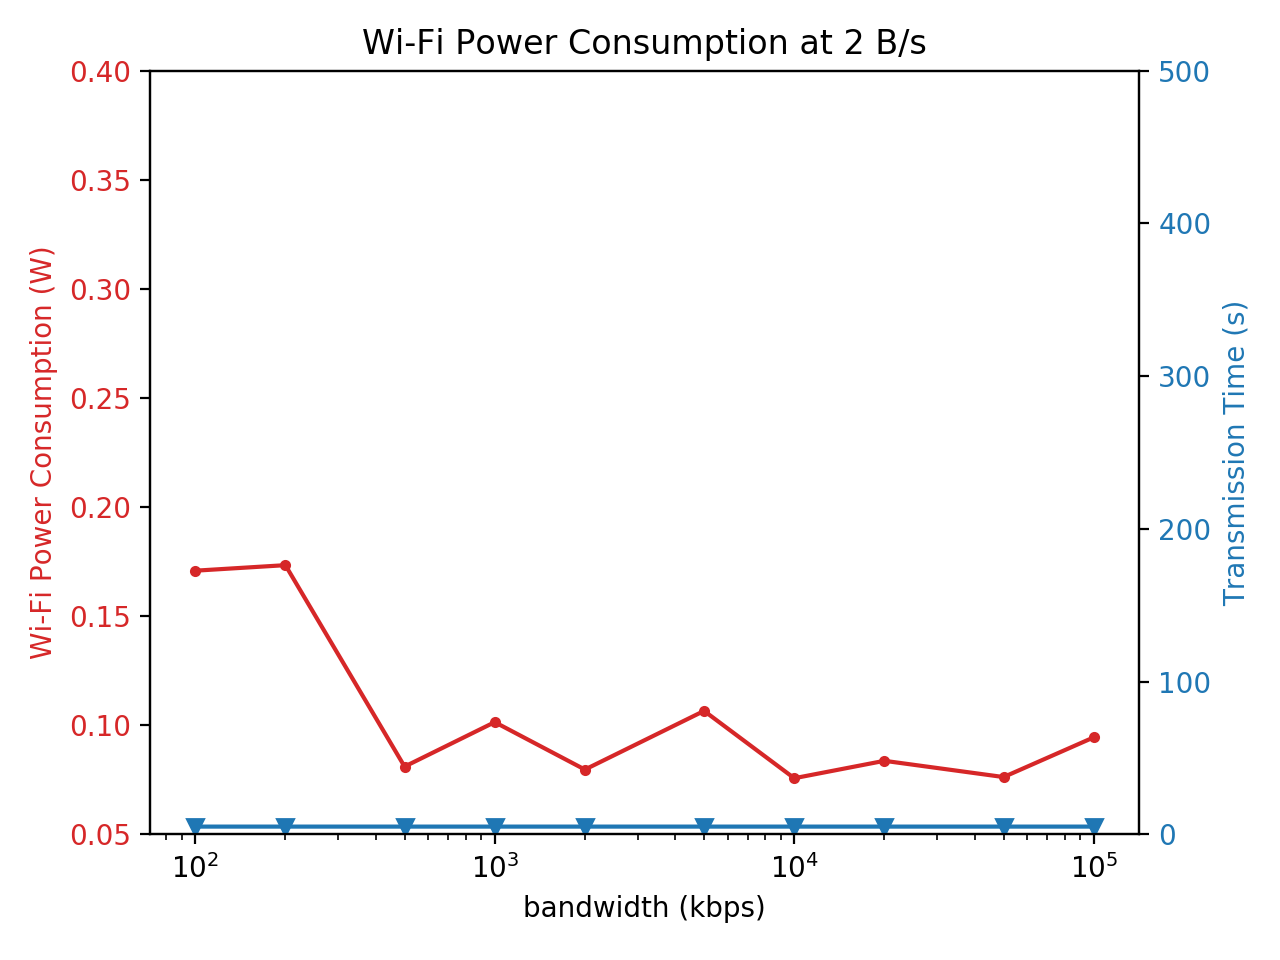 Wi-Fi Power Consumption at 2 B/s
Wi-Fi Power Consumption (W)
0.40
0.35
0.30
0.25
0.20
0.15
0.10
0.05
500
400
300
200
100
0
Transmission Time (s)
10² 10³ 10⁴ 10⁵
bandwidth (kbps)